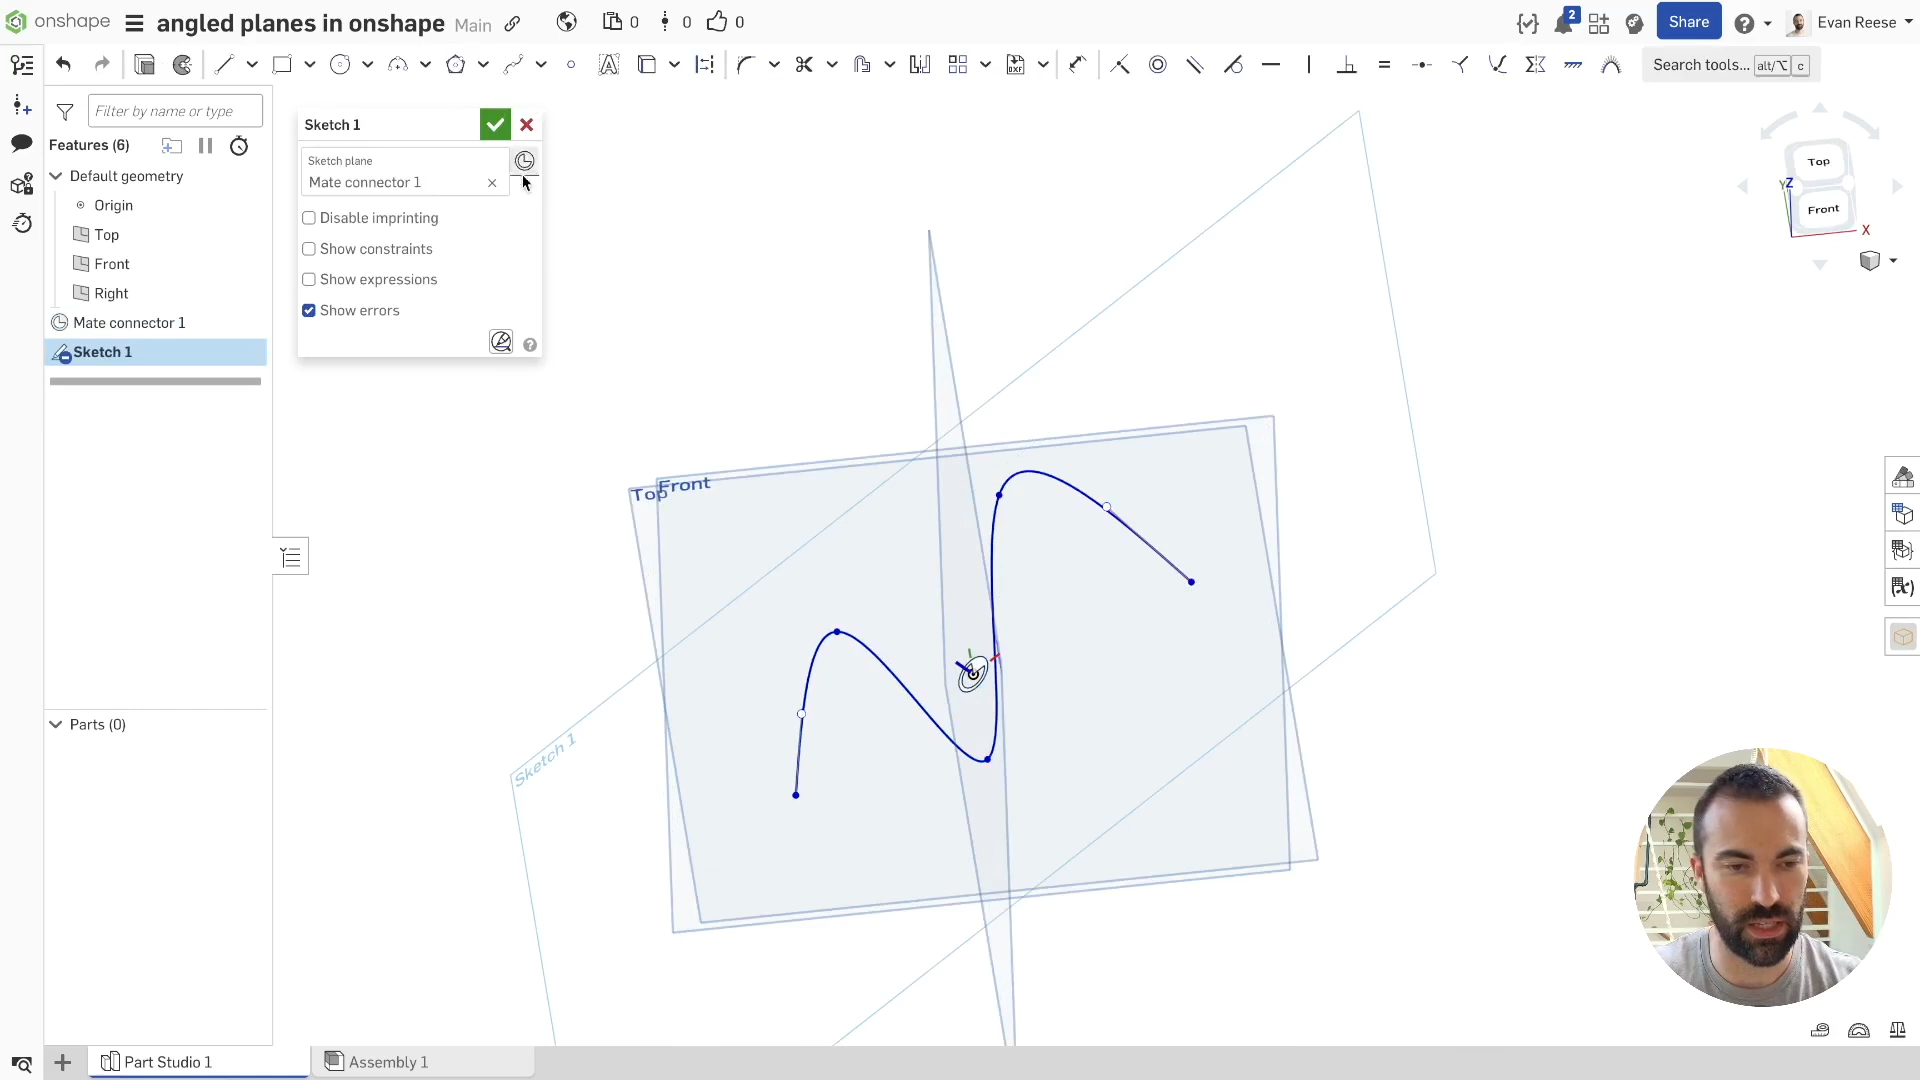 onshape
angled planes in onshape Main
0
0
0
2
Share
Evan Reese
Search tools... alt/⌥ c
Filter by name or type
Features (6)
Default geometry
Origin
Top
Front
Right
Mate connector 1
Sketch 1
Parts (0)
Sketch 1
Sketch plane
Mate connector 1
Disable imprinting
Show constraints
Show expressions
Show errors
Top
Front
Sketch 1
Top
Front
Z
Y
X
DXF
(x)
Part Studio 1
Assembly 1